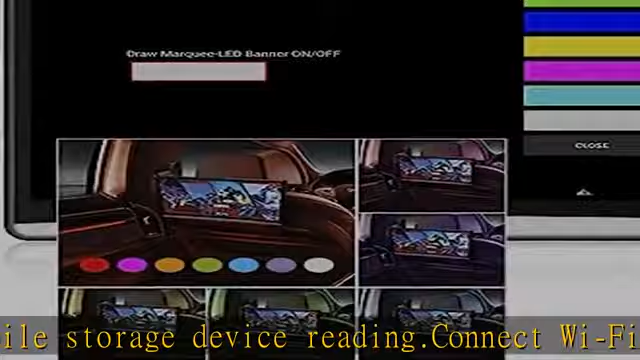 Draw Marquee-LED Banner ON/OFF
CLOSE
ile storage device reading.Connect Wi-Fi